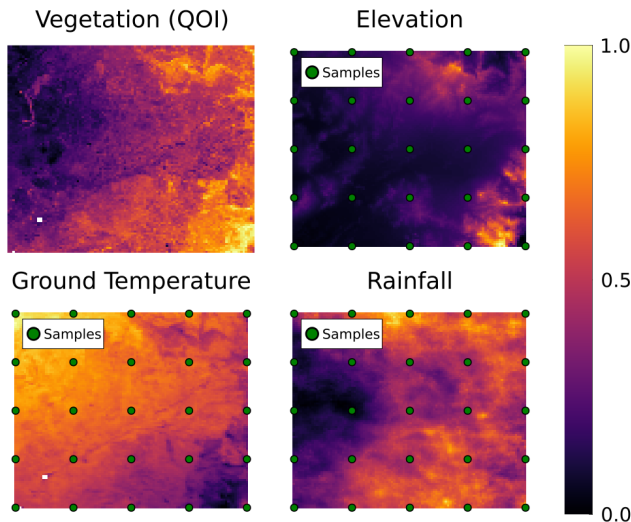 Vegetation (QOI)
Elevation
Samples
1.0
0.5
0.0
Ground Temperature
Rainfall
Samples
Samples